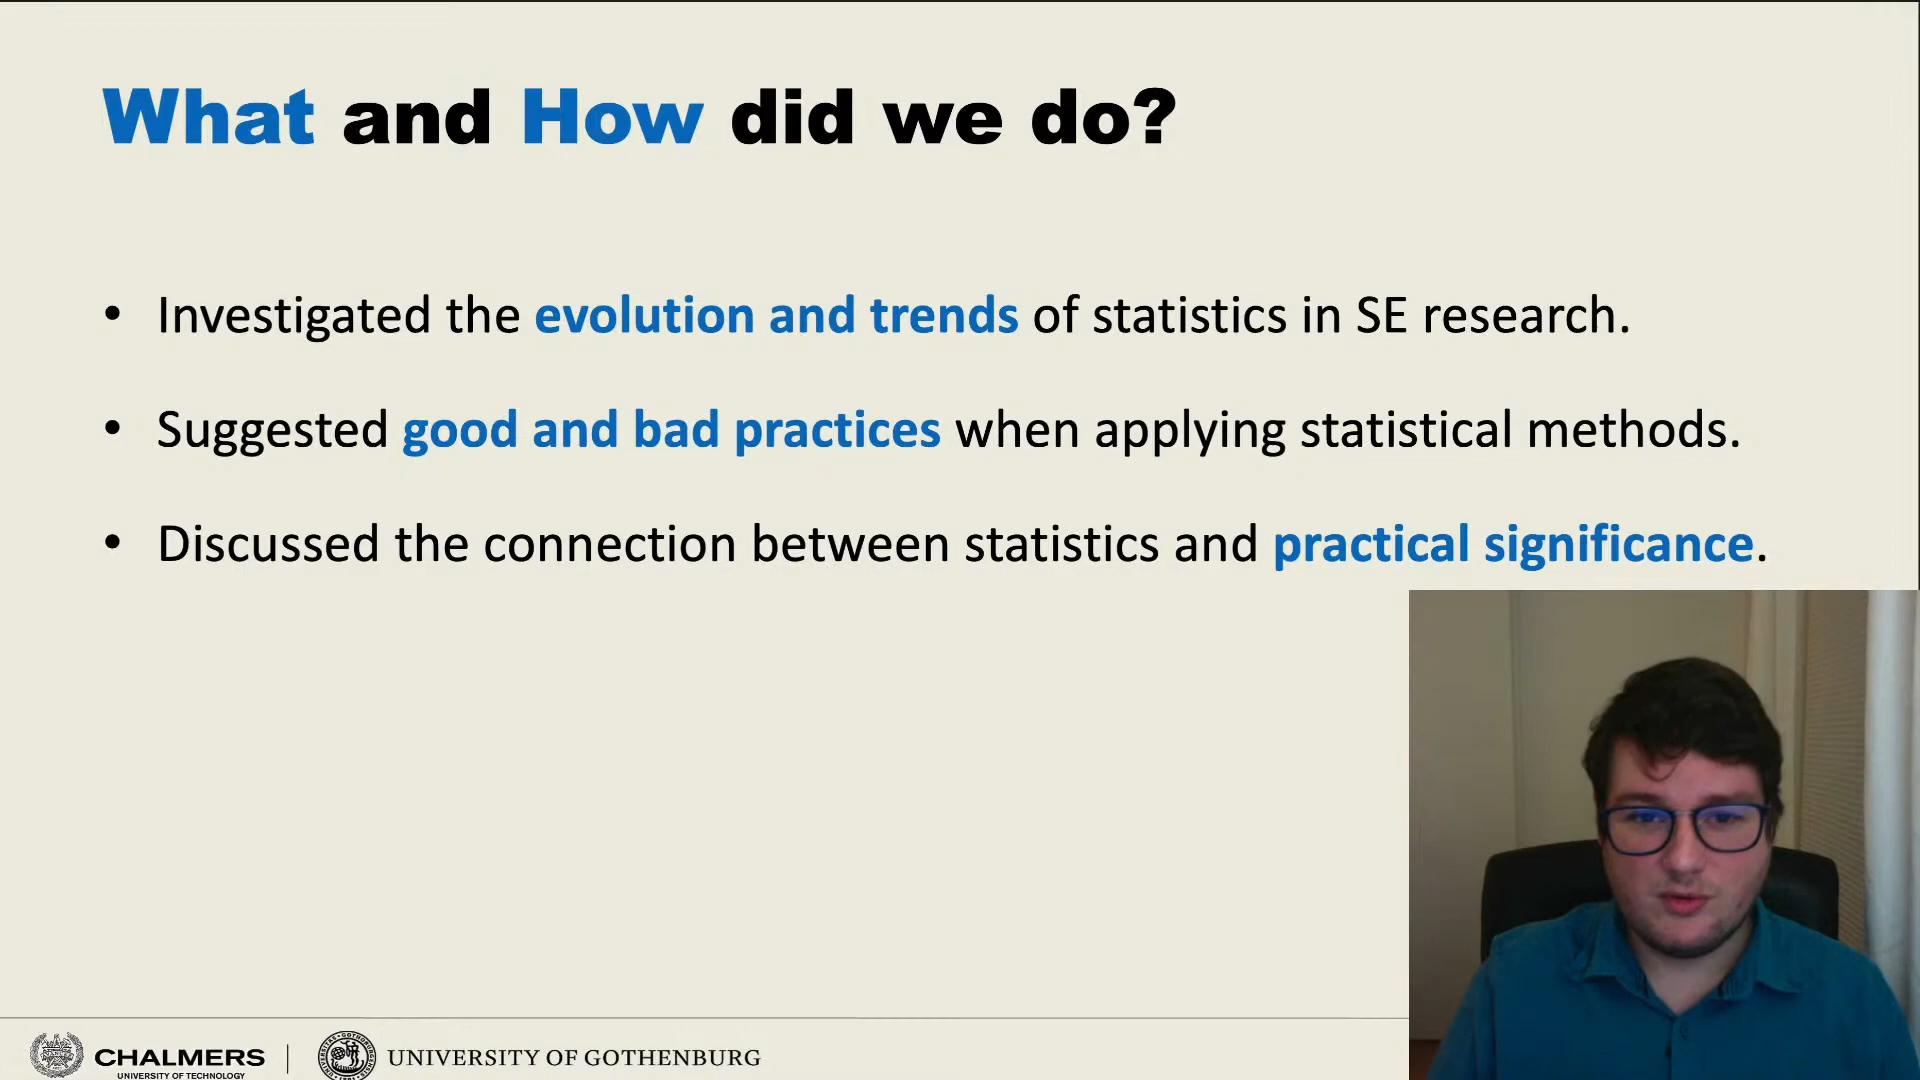 What and How did we do?
• Investigated the evolution and trends of statistics in SE research.
• Suggested good and bad practices when applying statistical methods.
• Discussed the connection between statistics and practical significance.
CHALMERS
UNIVERSITY OF TECHNOLOGY
UNIVERSITY OF GOTHENBURG